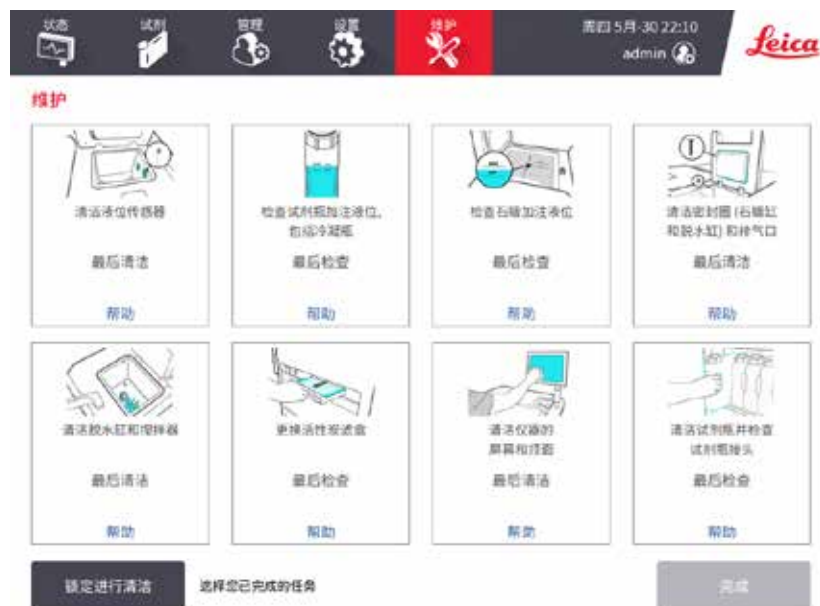 状态
试剂
管理
设置
维护
周四 5月-30 22:10
admin
Leica
维护
清洁液位传感器
最后清洁
帮助
检查试剂瓶加注液位,
包括冷凝瓶
最后检查
帮助
检查石蜡加注液位
最后检查
帮助
清洁密封圈 (石蜡缸
和脱水缸) 和排气口
最后清洁
帮助
清洁脱水缸和搅拌器
最后清洁
帮助
更换活性炭滤盒
最后检查
帮助
清洁仪器的
屏幕和顶面
最后清洁
帮助
清洁试剂瓶并检查
试剂瓶接头
最后检查
帮助
锁定进行清洁
选择您已完成的任务
完成